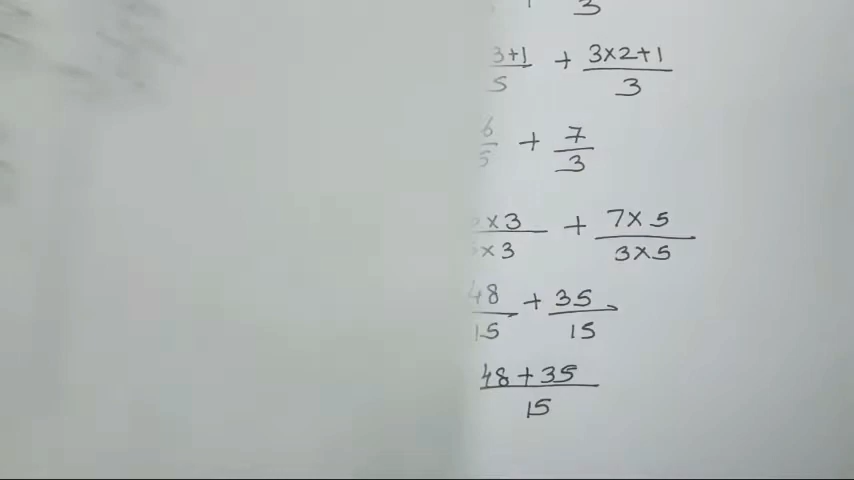 3
3+1/5 + 3×2+1/3
6/5 + 7/3
×3/×3 + 7×5/3×5
48/15 + 35/15
48+35/15